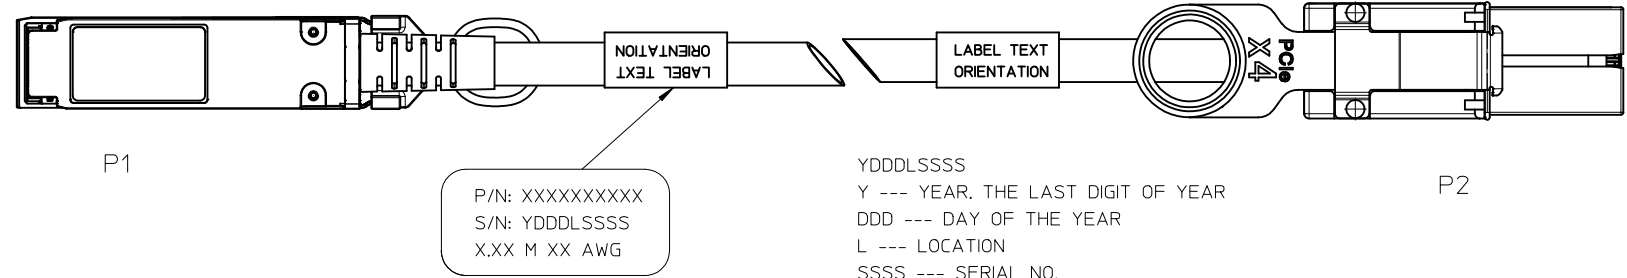 LABEL TEXT
ORIENTATION
LABEL TEXT
ORIENTATION
PCIe
X4
P1
P/N: XXXXXXXXXX
S/N: YDDDLSSSS
X.XX M XX AWG
YDDDLSSSS
Y --- YEAR. THE LAST DIGIT OF YEAR
DDD --- DAY OF THE YEAR
L --- LOCATION
SSSS --- SERIAL NO.
P2